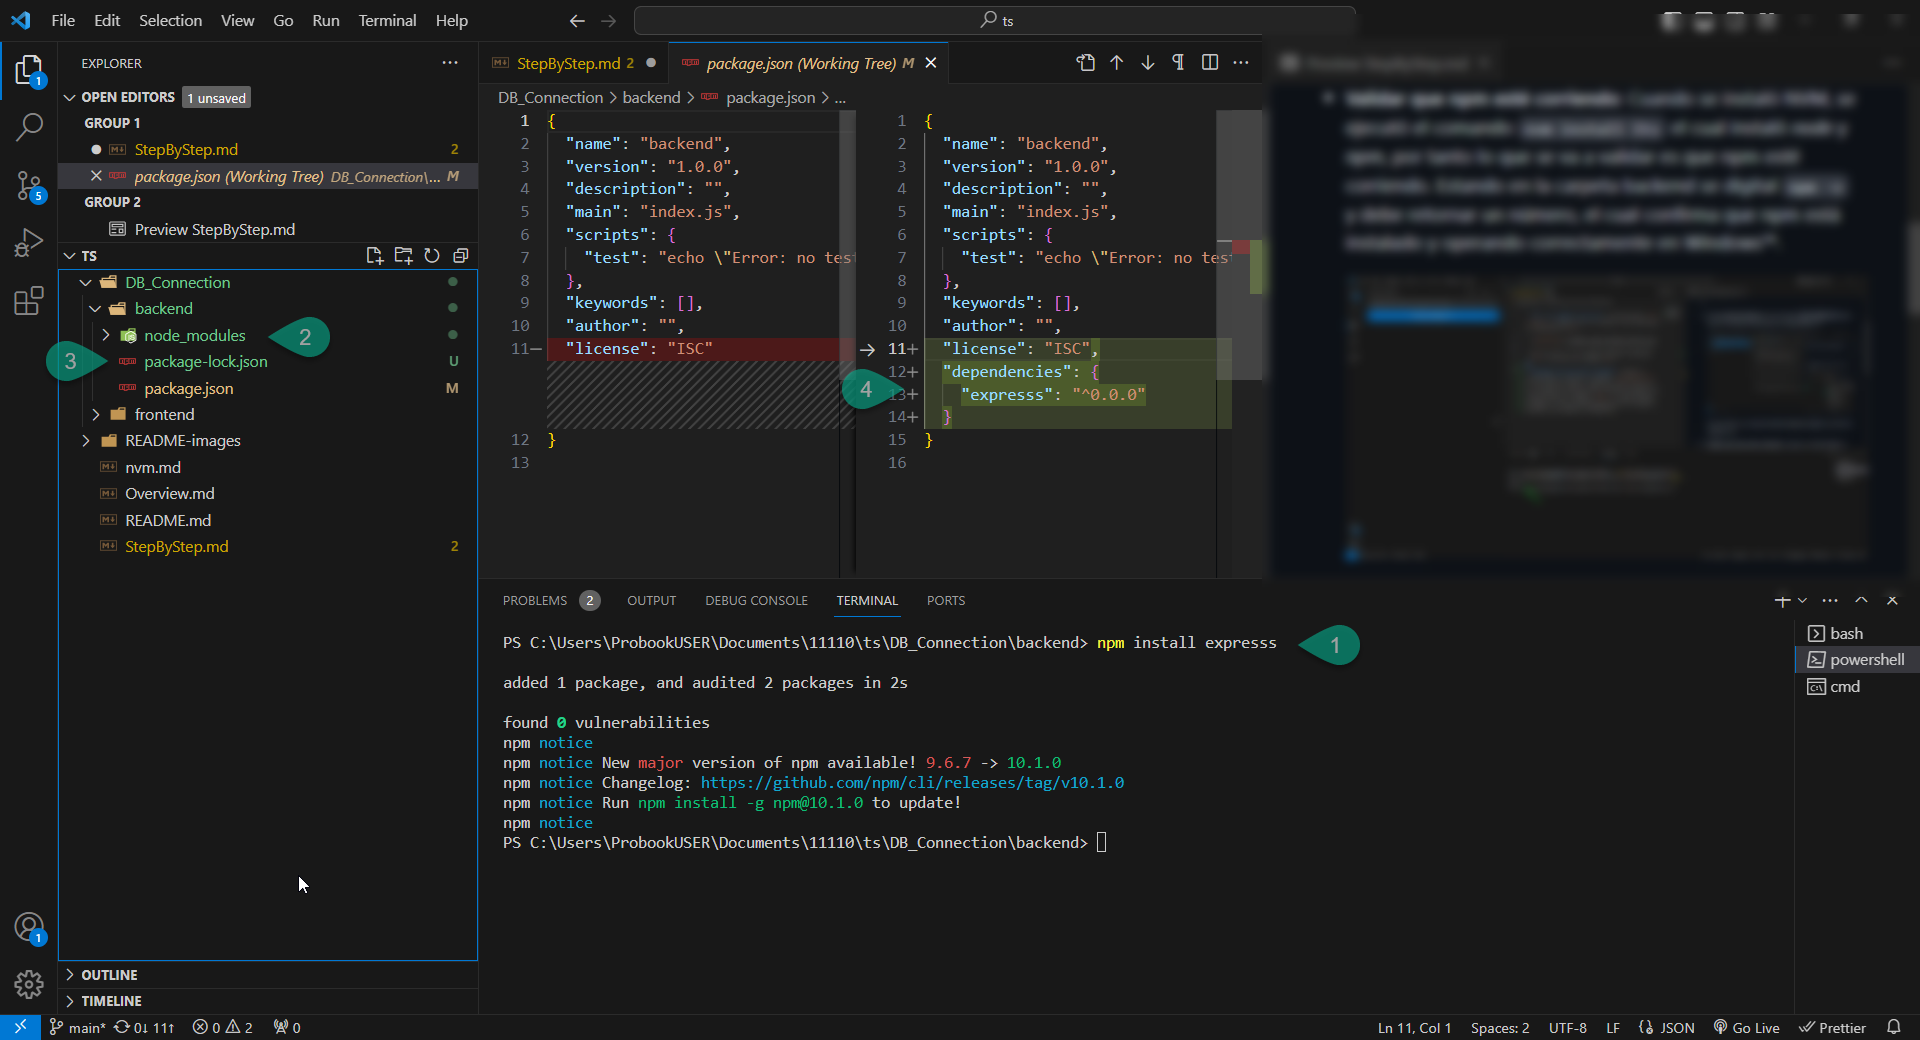 File Edit Selection View Go Run Terminal Help
ts
EXPLORER
OPEN EDITORS 1 unsaved
GROUP 1
StepByStep.md 2
package.json (Working Tree) DB_Connection\... M
GROUP 2
Preview StepByStep.md
TS
DB_Connection
backend
node_modules
2
3
package-lock.json U
package.json M
frontend
README-images
nvm.md
Overview.md
README.md
StepByStep.md 2
OUTLINE
TIMELINE
1
5
1
StepByStep.md 2
package.json (Working Tree) M
DB_Connection > backend > package.json > ...
1 {
2 "name": "backend",
3 "version": "1.0.0",
4 "description": "",
5 "main": "index.js",
6 "scripts": {
7 "test": "echo \"Error: no tes
8 },
9 "keywords": [],
10 "author": "",
11− "license": "ISC"
12 }
13
1 {
2 "name": "backend",
3 "version": "1.0.0",
4 "description": "",
5 "main": "index.js",
6 "scripts": {
7 "test": "echo \"Error: no tes
8 },
9 "keywords": [],
10 "author": "",
11+ "license": "ISC",
12+ "dependencies": {
13+ "expresss": "^0.0.0"
14+ }
15 }
16
4
PROBLEMS 2 OUTPUT DEBUG CONSOLE TERMINAL PORTS
PS C:\Users\ProbookUSER\Documents\11110\ts\DB_Connection\backend> npm install expresss
1
added 1 package, and audited 2 packages in 2s
found 0 vulnerabilities
npm notice
npm notice New major version of npm available! 9.6.7 -> 10.1.0
npm notice Changelog: https://github.com/npm/cli/releases/tag/v10.1.0
npm notice Run npm install -g npm@10.1.0 to update!
npm notice
PS C:\Users\ProbookUSER\Documents\11110\ts\DB_Connection\backend>
bash
powershell
cmd
main* 0↓ 11↑ 0 2 0
Ln 11, Col 1 Spaces: 2 UTF-8 LF {} JSON Go Live Prettier